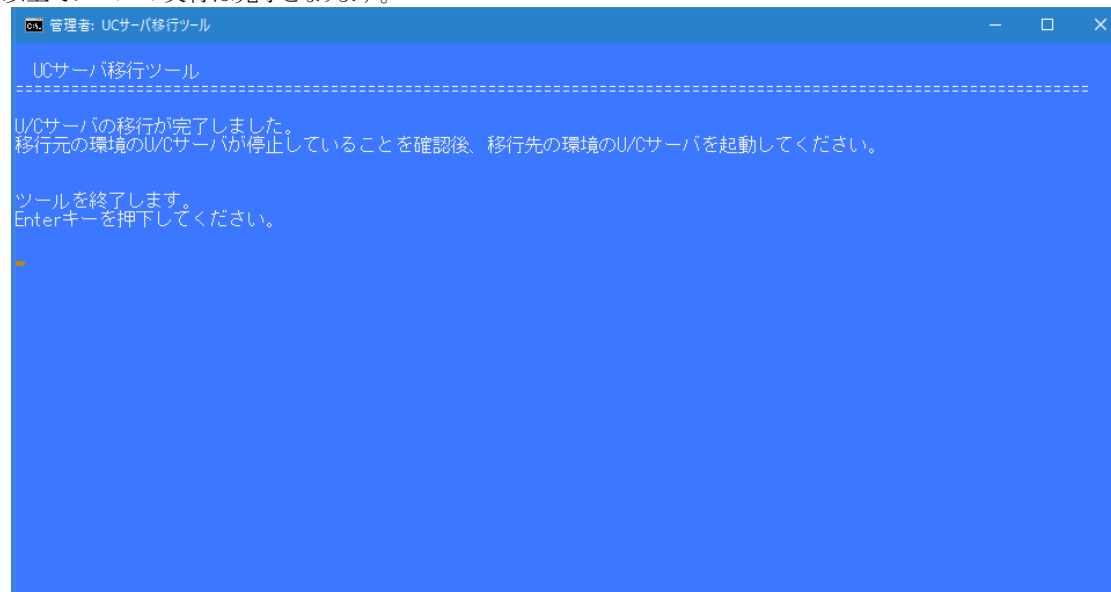 管理者: UCサーバ移行ツール
UCサーバ移行ツール
==========================================================================================================================
U/Cサーバの移行が完了しました。
移行元の環境のU/Cサーバが停止していることを確認後、移行先の環境のU/Cサーバを起動してください。
ツールを終了します。
Enterキーを押下してください。